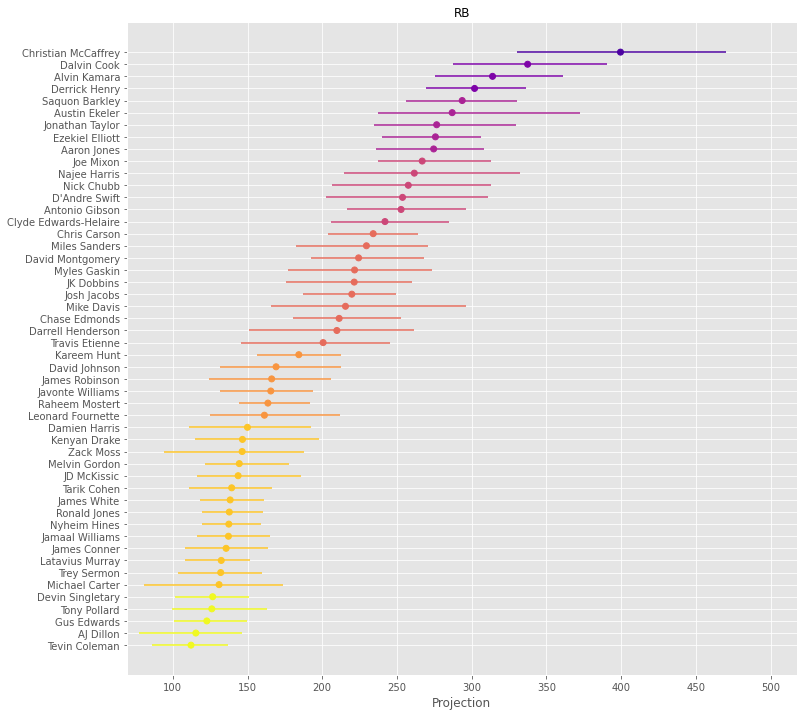 RB
Christian McCaffrey
Dalvin Cook
Alvin Kamara
Derrick Henry
Saquon Barkley
Austin Ekeler
Jonathan Taylor
Ezekiel Elliott
Aaron Jones
Joe Mixon
Najee Harris
Nick Chubb
D'Andre Swift
Antonio Gibson
Clyde Edwards-Helaire
Chris Carson
Miles Sanders
David Montgomery
Myles Gaskin
JK Dobbins
Josh Jacobs
Mike Davis
Chase Edmonds
Darrell Henderson
Travis Etienne
Kareem Hunt
David Johnson
James Robinson
Javonte Williams
Raheem Mostert
Leonard Fournette
Damien Harris
Kenyan Drake
Zack Moss
Melvin Gordon
JD McKissic
Tarik Cohen
James White
Ronald Jones
Nyheim Hines
Jamaal Williams
James Conner
Latavius Murray
Trey Sermon
Michael Carter
Devin Singletary
Tony Pollard
Gus Edwards
AJ Dillon
Tevin Coleman
100 150 200 250 300 350 400 450 500
Projection